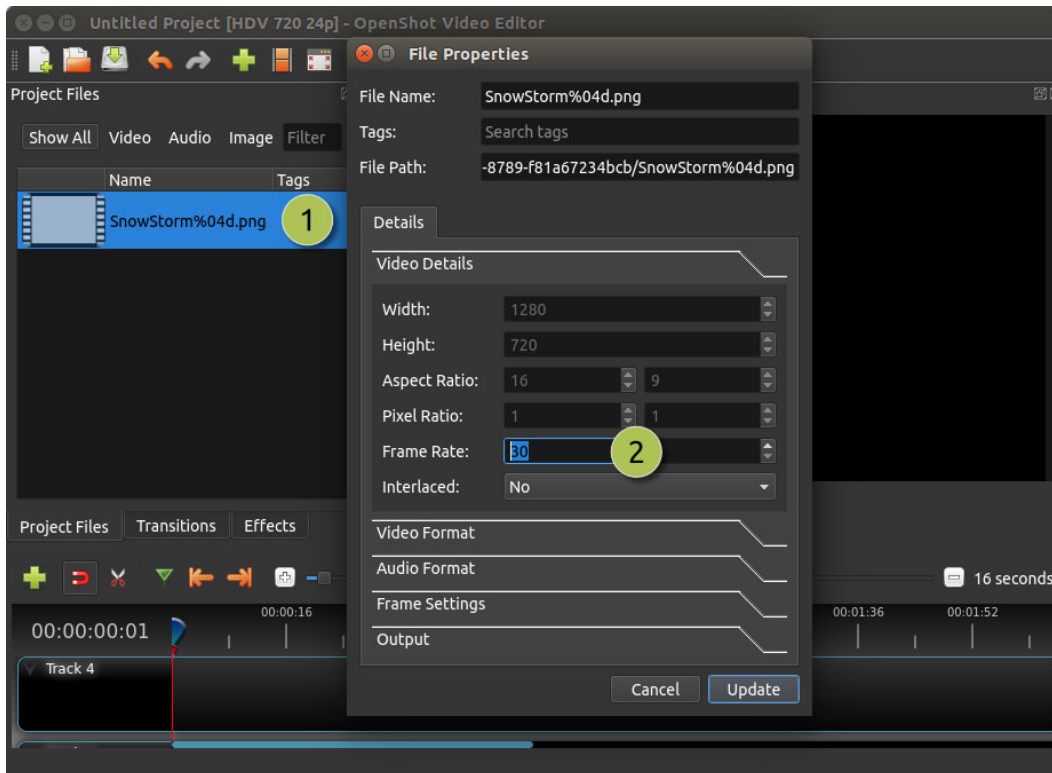 Untitled Project [HDV 720 24p] - OpenShot Video Editor
Project Files
Show All Video Audio Image Filter
Name Tags
SnowStorm%04d.png 1
Project Files Transitions Effects
File Properties
File Name: SnowStorm%04d.png
Tags: Search tags
File Path: -8789-f81a67234bcb/SnowStorm%04d.png
Details
Video Details
Width: 1280
Height: 720
Aspect Ratio: 16 9
Pixel Ratio: 1 1
Frame Rate: 30 2
Interlaced: No
Video Format
Audio Format
Frame Settings
Output
Cancel Update
16 seconds
00:00:16 00:01:36 00:01:52
00:00:00:01
Track 4